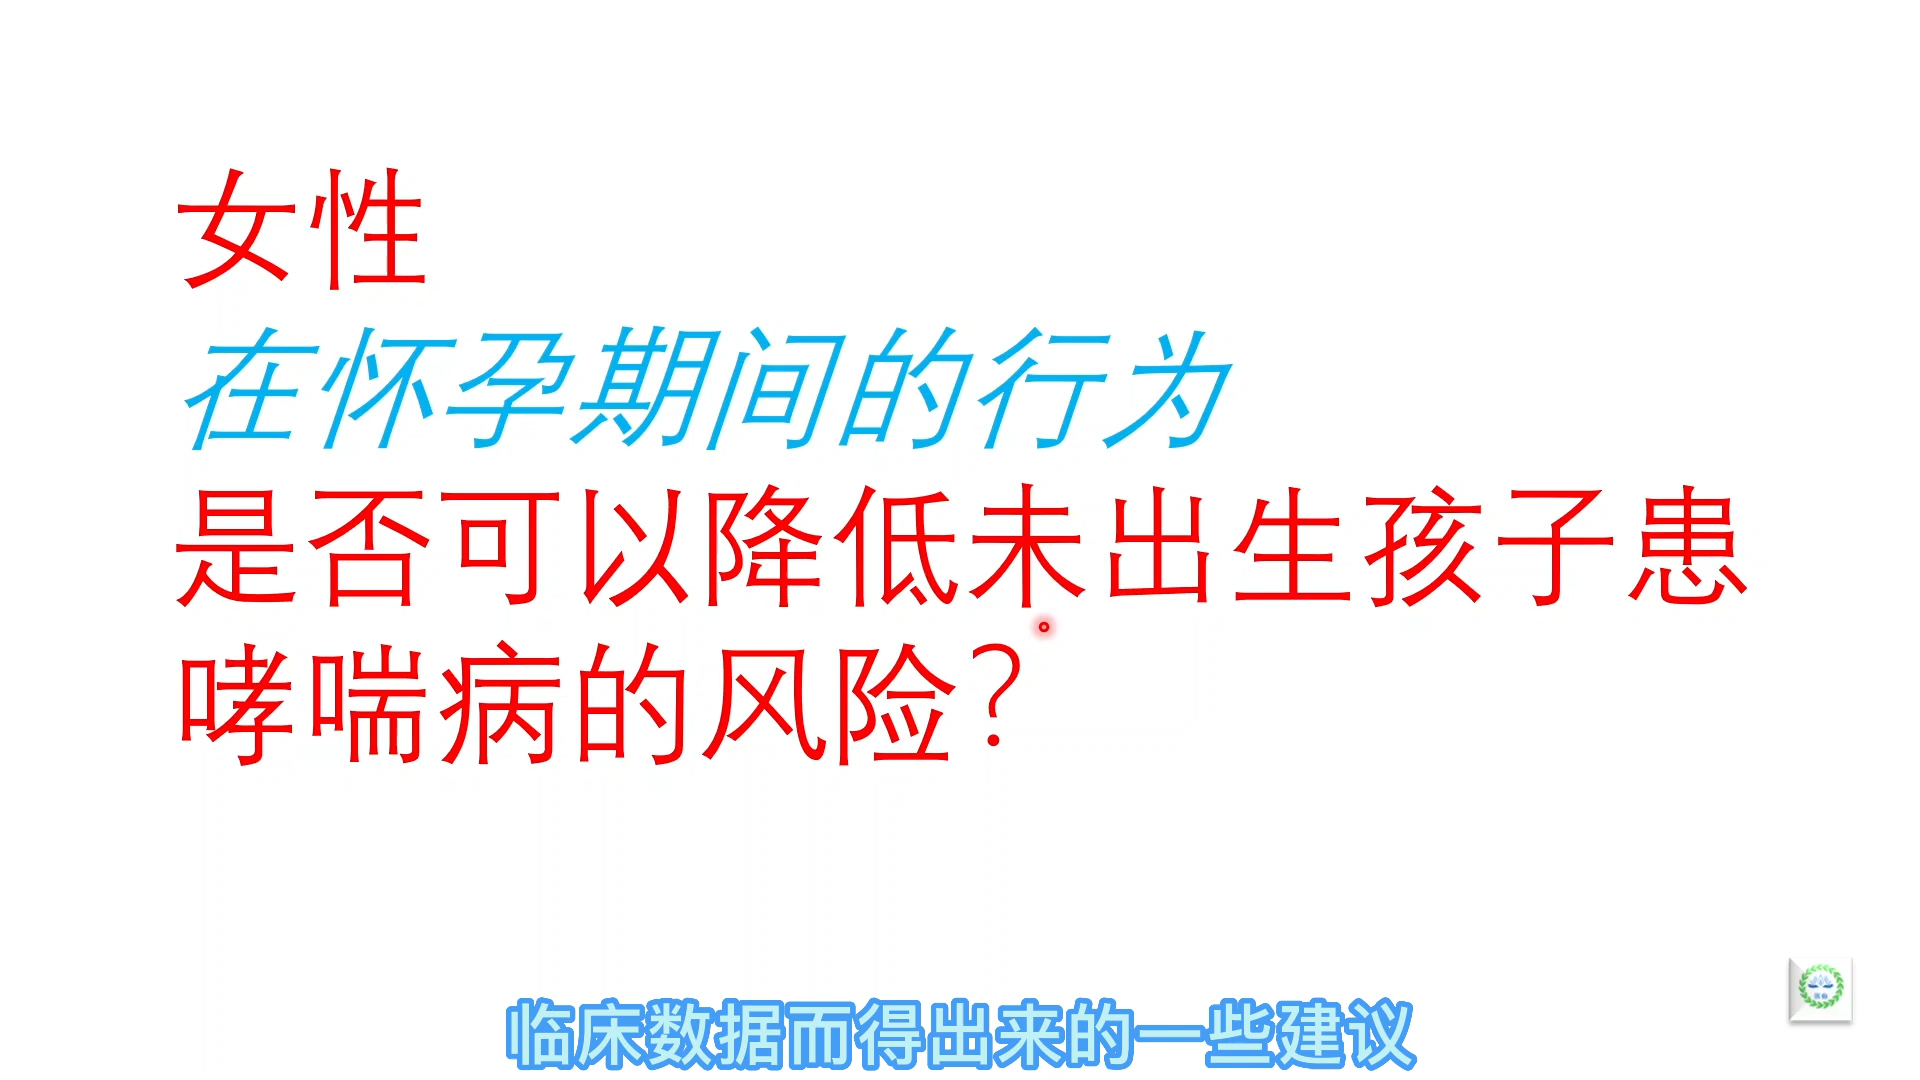 女性
在怀孕期间的行为
是否可以降低未出生孩子患
哮喘病的风险？
临床数据而得出来的一些建议